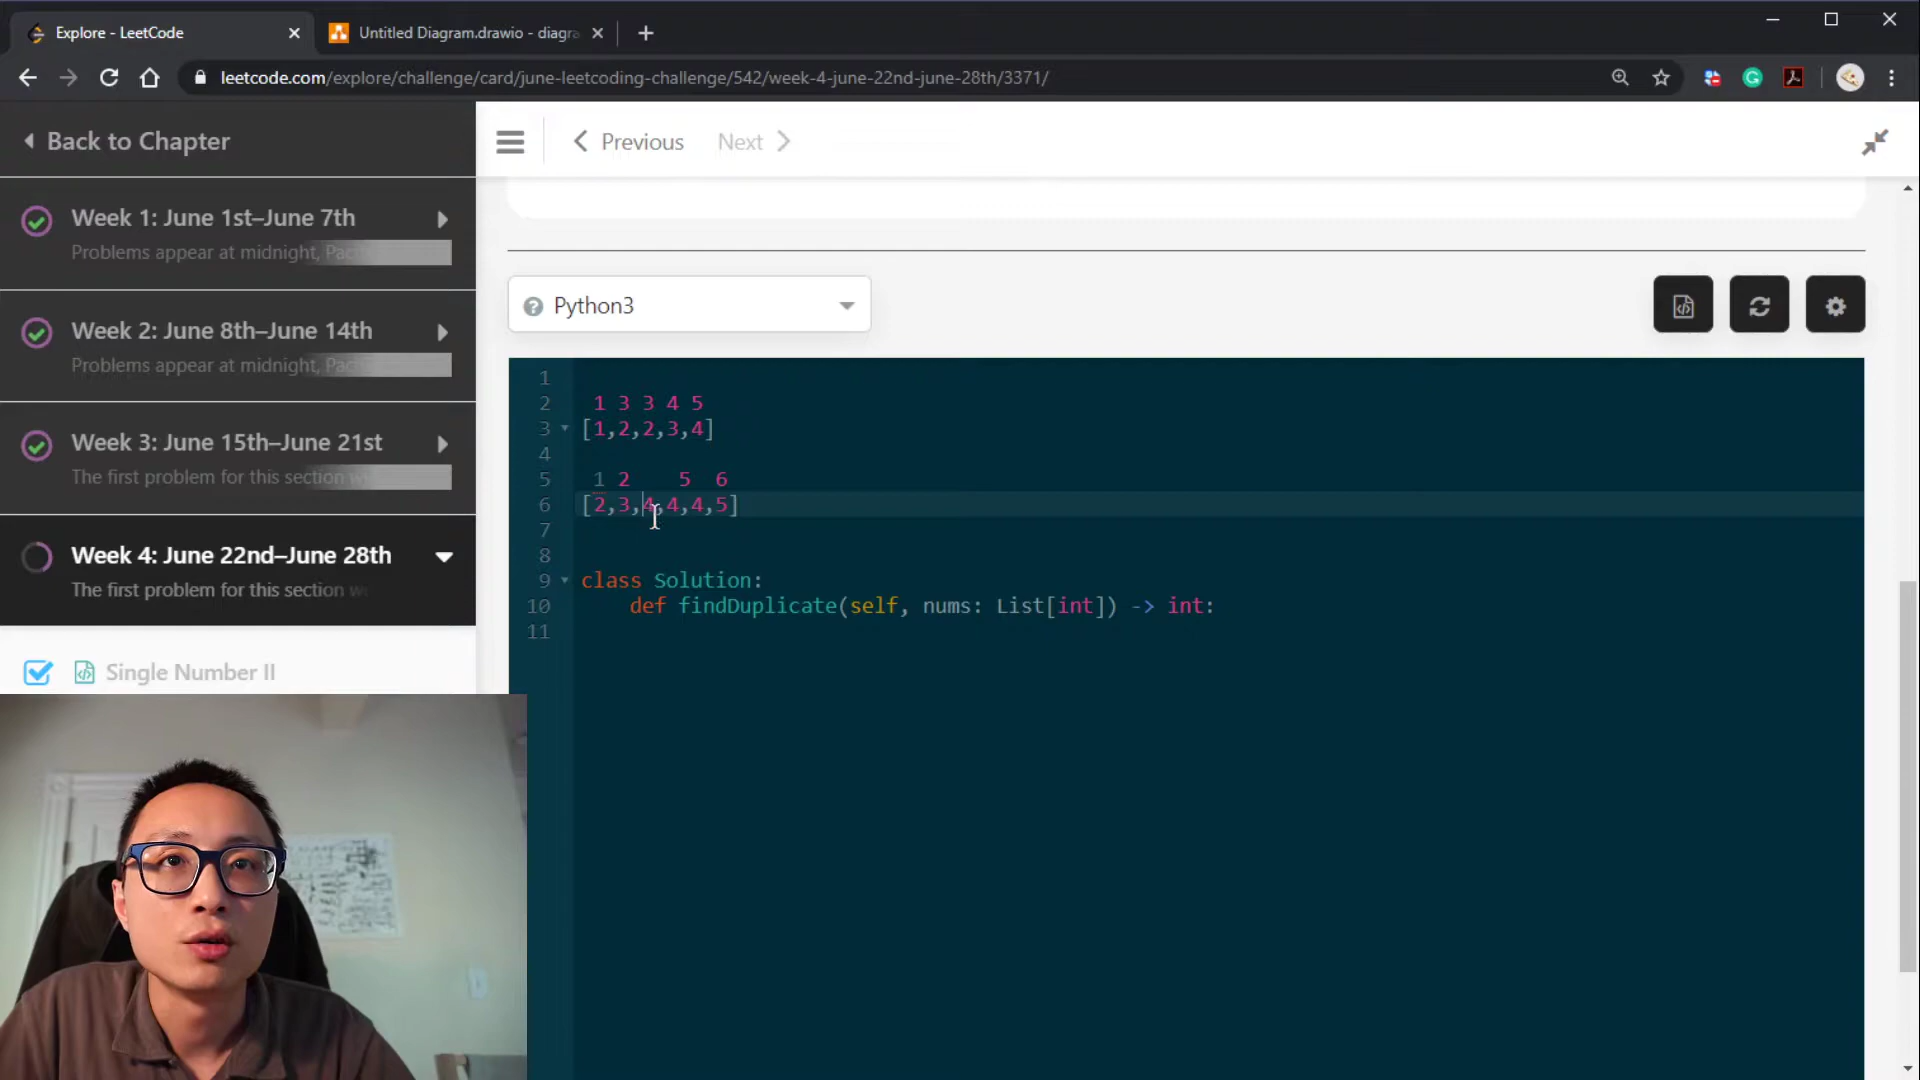 Explore - LeetCode
Untitled Diagram.drawio - diagra
leetcode.com/explore/challenge/card/june-leetcoding-challenge/542/week-4-june-22nd-june-28th/3371/
Back to Chapter
Previous
Next
Week 1: June 1st–June 7th
Problems appear at midnight, Pac
Week 2: June 8th–June 14th
Problems appear at midnight, Pa
Week 3: June 15th–June 21st
The first problem for this section w
Week 4: June 22nd–June 28th
The first problem for this section w
Single Number II
Python3
1
2 1 3 3 4 5
3 [1,2,2,3,4]
4
5 1 2 5 6
6 [2,3,4,4,4,5]
7
8
9 class Solution:
10 def findDuplicate(self, nums: List[int]) -> int:
11